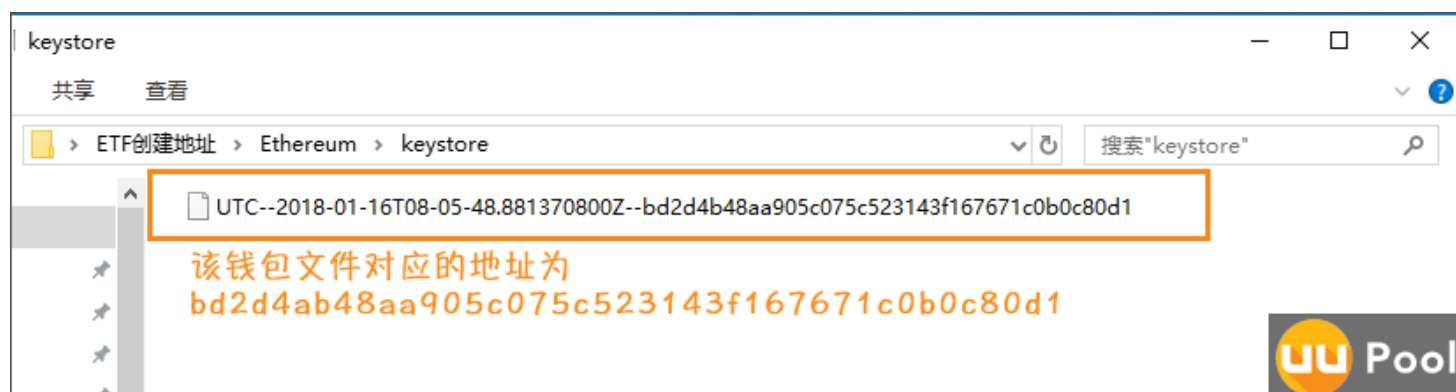 keystore
共享 查看
ETF创建地址 > Ethereum > keystore 搜索"keystore"
UTC--2018-01-16T08-05-48.881370800Z--bd2d4b48aa905c075c523143f167671c0b0c80d1
该钱包文件对应的地址为
bd2d4ab48aa905c075c523143f167671c0b0c80d1
UU Pool